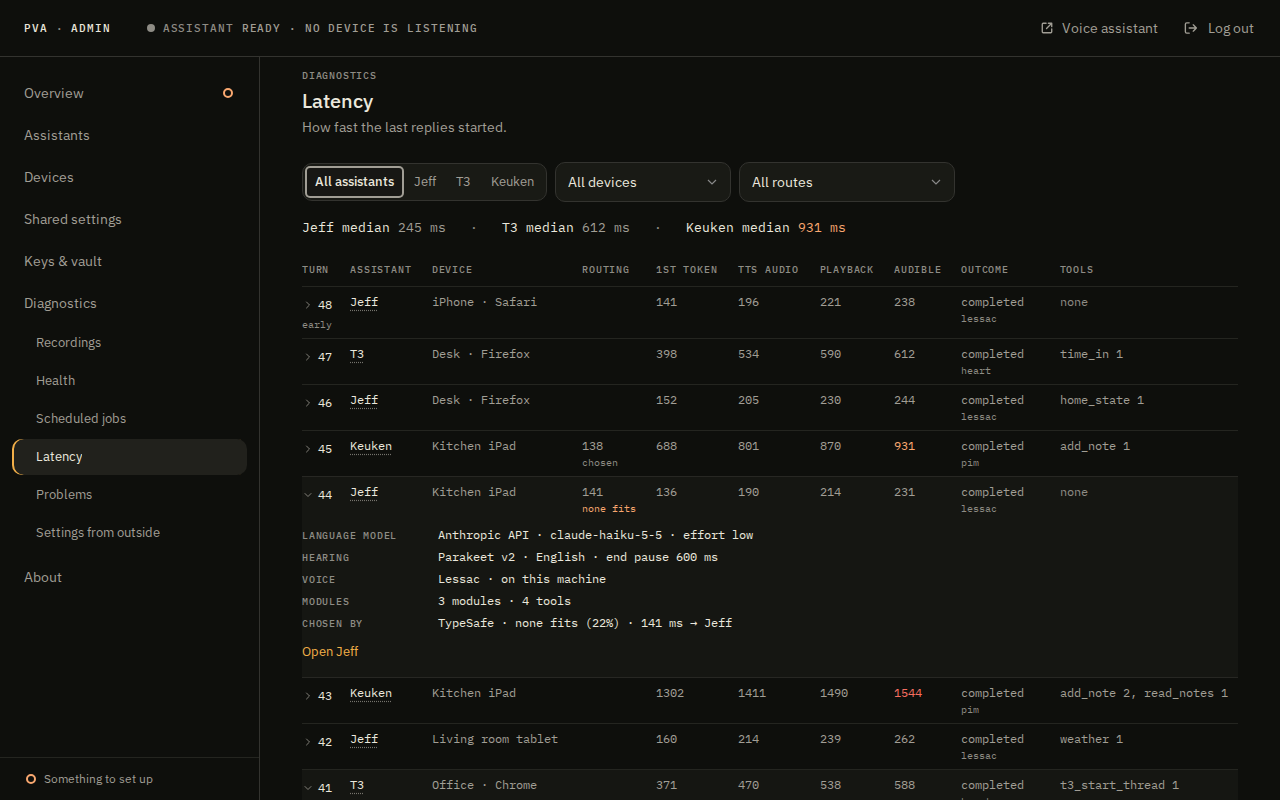 PVA · ADMIN
ASSISTANT READY · NO DEVICE IS LISTENING
Voice assistant
Log out
Overview
Assistants
Devices
Shared settings
Keys & vault
Diagnostics
Recordings
Health
Scheduled jobs
Latency
Problems
Settings from outside
About
Something to set up
DIAGNOSTICS
Latency
How fast the last replies started.
All assistants Jeff T3 Keuken All devices All routes
Jeff median 245 ms · T3 median 612 ms · Keuken median 931 ms
TURN ASSISTANT DEVICE ROUTING 1ST TOKEN TTS AUDIO PLAYBACK AUDIBLE OUTCOME TOOLS
48 Jeff iPhone · Safari 141 196 221 238 completed none
early lessac
47 T3 Desk · Firefox 398 534 590 612 completed time_in 1
heart
46 Jeff Desk · Firefox 152 205 230 244 completed home_state 1
lessac
45 Keuken Kitchen iPad 138 688 801 870 931 completed add_note 1
chosen pim
44 Jeff Kitchen iPad 141 136 190 214 231 completed none
none fits lessac
LANGUAGE MODEL Anthropic API · claude-haiku-5-5 · effort low
HEARING Parakeet v2 · English · end pause 600 ms
VOICE Lessac · on this machine
MODULES 3 modules · 4 tools
CHOSEN BY TypeSafe · none fits (22%) · 141 ms → Jeff
Open Jeff
43 Keuken Kitchen iPad 1302 1411 1490 1544 completed add_note 2, read_notes 1
pim
42 Jeff Living room tablet 160 214 239 262 completed weather 1
lessac
41 T3 Office · Chrome 371 470 538 588 completed t3_start_thread 1